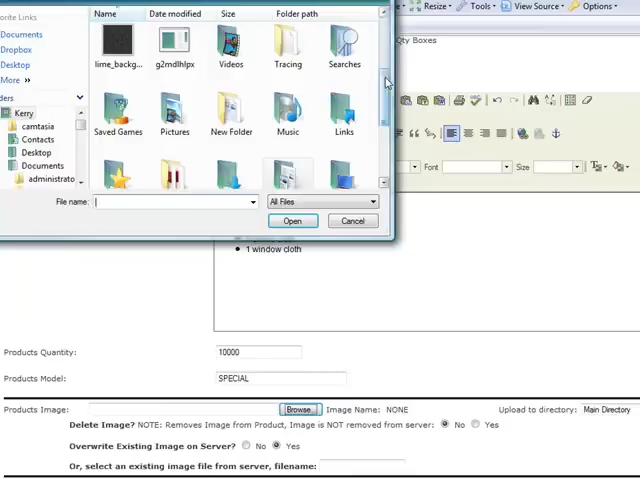 Resize Tools View Source Options
Name Date modified Size Folder path
orite Links
Documents
Dropbox
Desktop
More »
ders
Kerry
camtasia
Contacts
Desktop
Documents
administrato
lime_backg... g2mdlhlpx Videos Tracing Searches
Saved Games Pictures New Folder Music Links
File name: All Files
Open Cancel
Qty Boxes
Font Size
1 window cloth
Products Quantity: 10000
Products Model: SPECIAL
Products Image: Browse... Image Name: NONE Upload to directory: Main Directory
Delete Image? NOTE: Removes Image from Product, Image is NOT removed from server: No Yes
Overwrite Existing Image on Server? No Yes
Or, select an existing image file from server, filename: